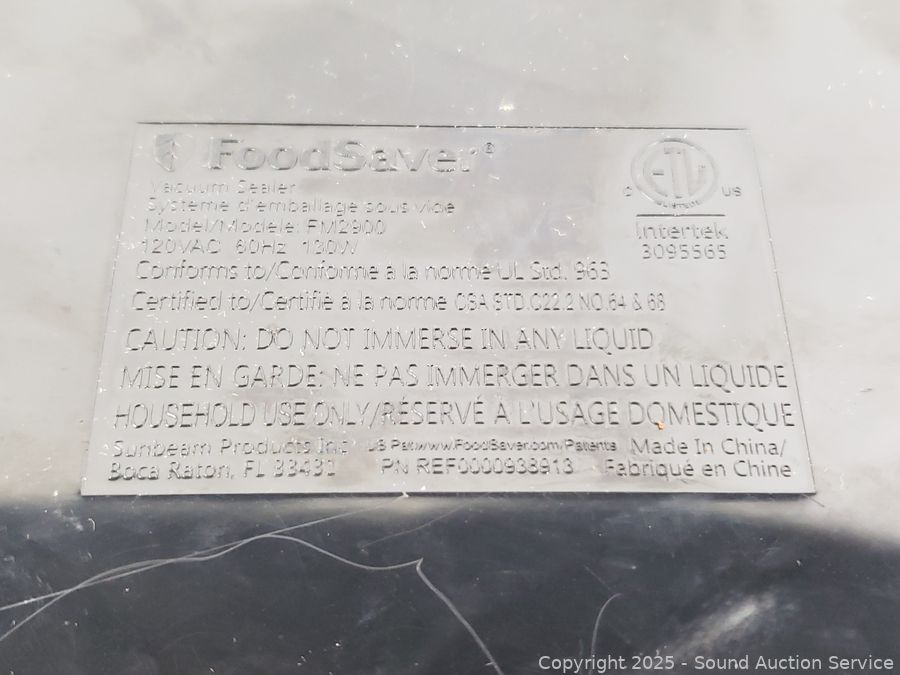 FoodSaver®
Vacuum Sealer
Système d'emballage sous vide
Model/Modèle: FM2900
120VAC 60Hz 130W
Conforms to/Conforme à la norme UL Std. 963
Certified to/Certifié à la norme CSA STD.C22.2 NO.64 & 68
ETL
C US
Intertek
3095565
CAUTION: DO NOT IMMERSE IN ANY LIQUID
MISE EN GARDE: NE PAS IMMERGER DANS UN LIQUIDE
HOUSEHOLD USE ONLY/RÉSERVÉ À L'USAGE DOMESTIQUE
Sunbeam Products Inc US Pat.www.FoodSaver.com/Patents Made In China/
Boca Raton, FL 33431 PN REF0000938913 Fabriqué en Chine
Copyright © 2025 - Sound Auction Service